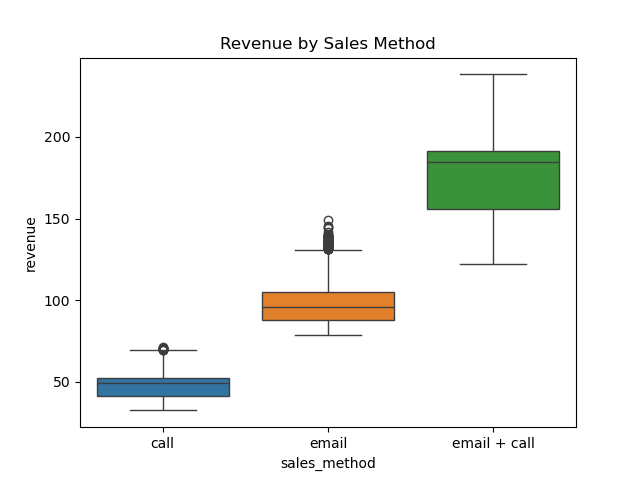 Revenue by Sales Method
200
150
100
50
revenue
call
email
email + call
sales_method